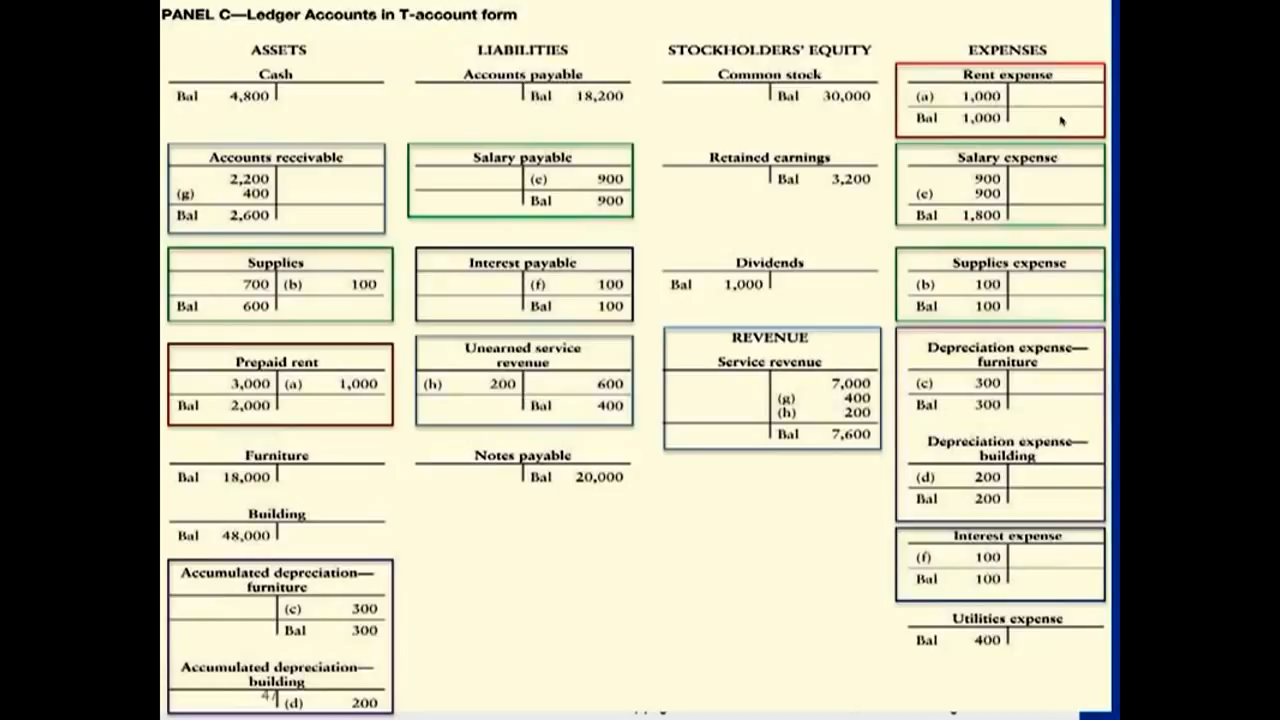 PANEL C—Ledger Accounts in T-account form
ASSETS
Cash
Bal 4,800
Accounts receivable
2,200
(g) 400
Bal 2,600
Supplies
700 (b) 100
Bal 600
Prepaid rent
3,000 (a) 1,000
Bal 2,000
Furniture
Bal 18,000
Building
Bal 48,000
Accumulated depreciation—
furniture
(c) 300
Bal 300
Accumulated depreciation—
building
(d) 200
LIABILITIES
Accounts payable
Bal 18,200
Salary payable
(e) 900
Bal 900
Interest payable
(f) 100
Bal 100
Unearned service
revenue
(h) 200 600
Bal 400
Notes payable
Bal 20,000
STOCKHOLDERS' EQUITY
Common stock
Bal 30,000
Retained earnings
Bal 3,200
Dividends
Bal 1,000
REVENUE
Service revenue
7,000
(g) 400
(h) 200
Bal 7,600
EXPENSES
Rent expense
(a) 1,000
Bal 1,000
Salary expense
900
(e) 900
Bal 1,800
Supplies expense
(b) 100
Bal 100
Depreciation expense—
furniture
(c) 300
Bal 300
Depreciation expense—
building
(d) 200
Bal 200
Interest expense
(f) 100
Bal 100
Utilities expense
Bal 400